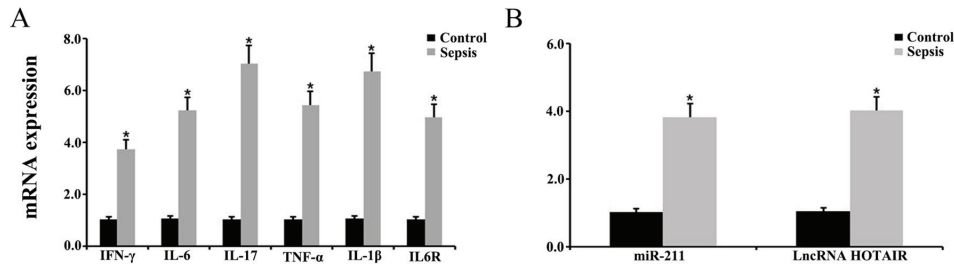 A
mRNA expression
8.0
6.0
4.0
2.0
0.0
Control
Sepsis
* * * * * *
IFN-γ IL-6 IL-17 TNF-α IL-1β IL6R
B
6.0
4.0
2.0
0.0
Control
Sepsis
* *
miR-211 LncRNA HOTAIR